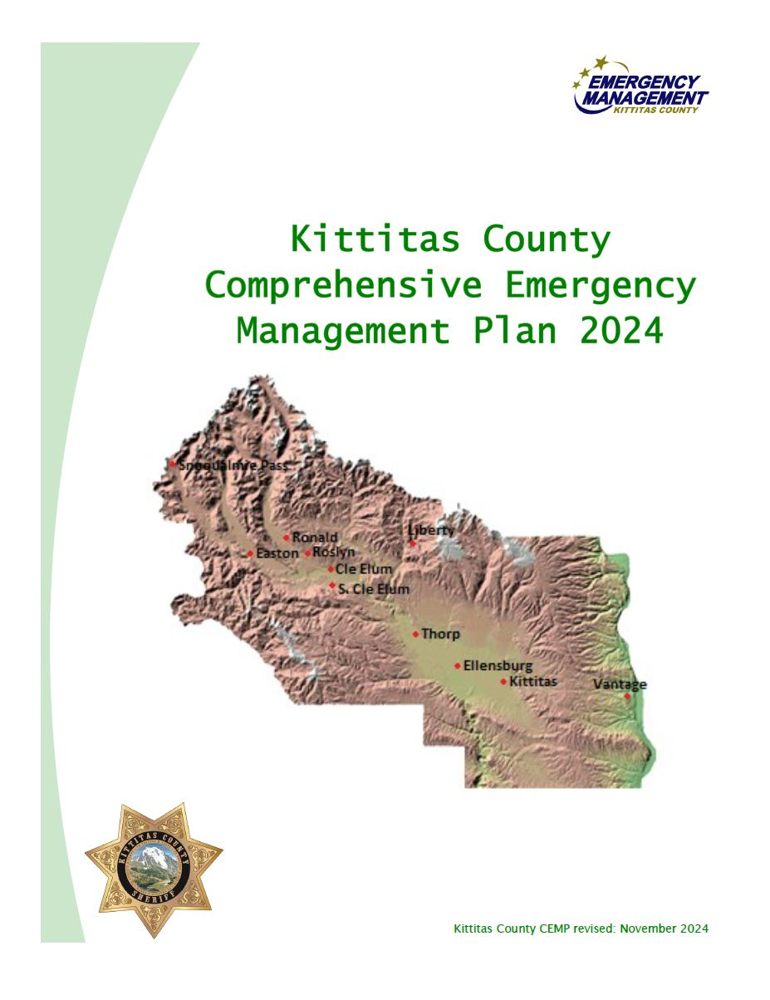 EMERGENCY
MANAGEMENT
KITTITAS COUNTY
Kittitas County
Comprehensive Emergency
Management Plan 2024
Snoqualmie Pass
Liberty
Ronald
Easton
Roslyn
Cle Elum
S. Cle Elum
Thorp
Ellensburg
Kittitas
Vantage
KITTITAS COUNTY
SHERIFF
Kittitas County CEMP revised: November 2024